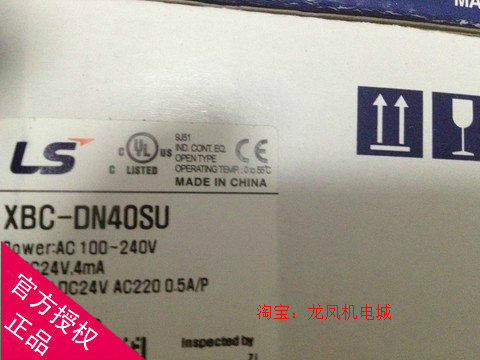 MA
LS
C UL US
C LISTED
9J51
IND. CONT. EQ.
OPEN TYPE
OPERATING TEMP.: 0 to 55℃
CE
MADE IN CHINA
XBC-DN40SU
Power:AC 100~240V
C24V,4mA
DC24V AC220 0.5A/P
Inspected by
官方授权
正品
淘宝：龙凤机电城